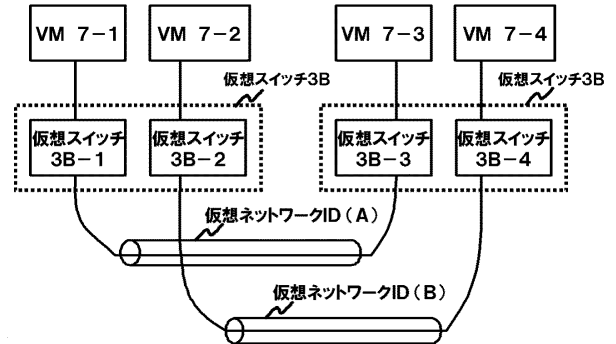 VM 7-1
VM 7-2
VM 7-3
VM 7-4
仮想スイッチ3B
仮想スイッチ3B
仮想スイッチ
3B-1
仮想スイッチ
3B-2
仮想スイッチ
3B-3
仮想スイッチ
3B-4
仮想ネットワークID(A)
仮想ネットワークID(B)